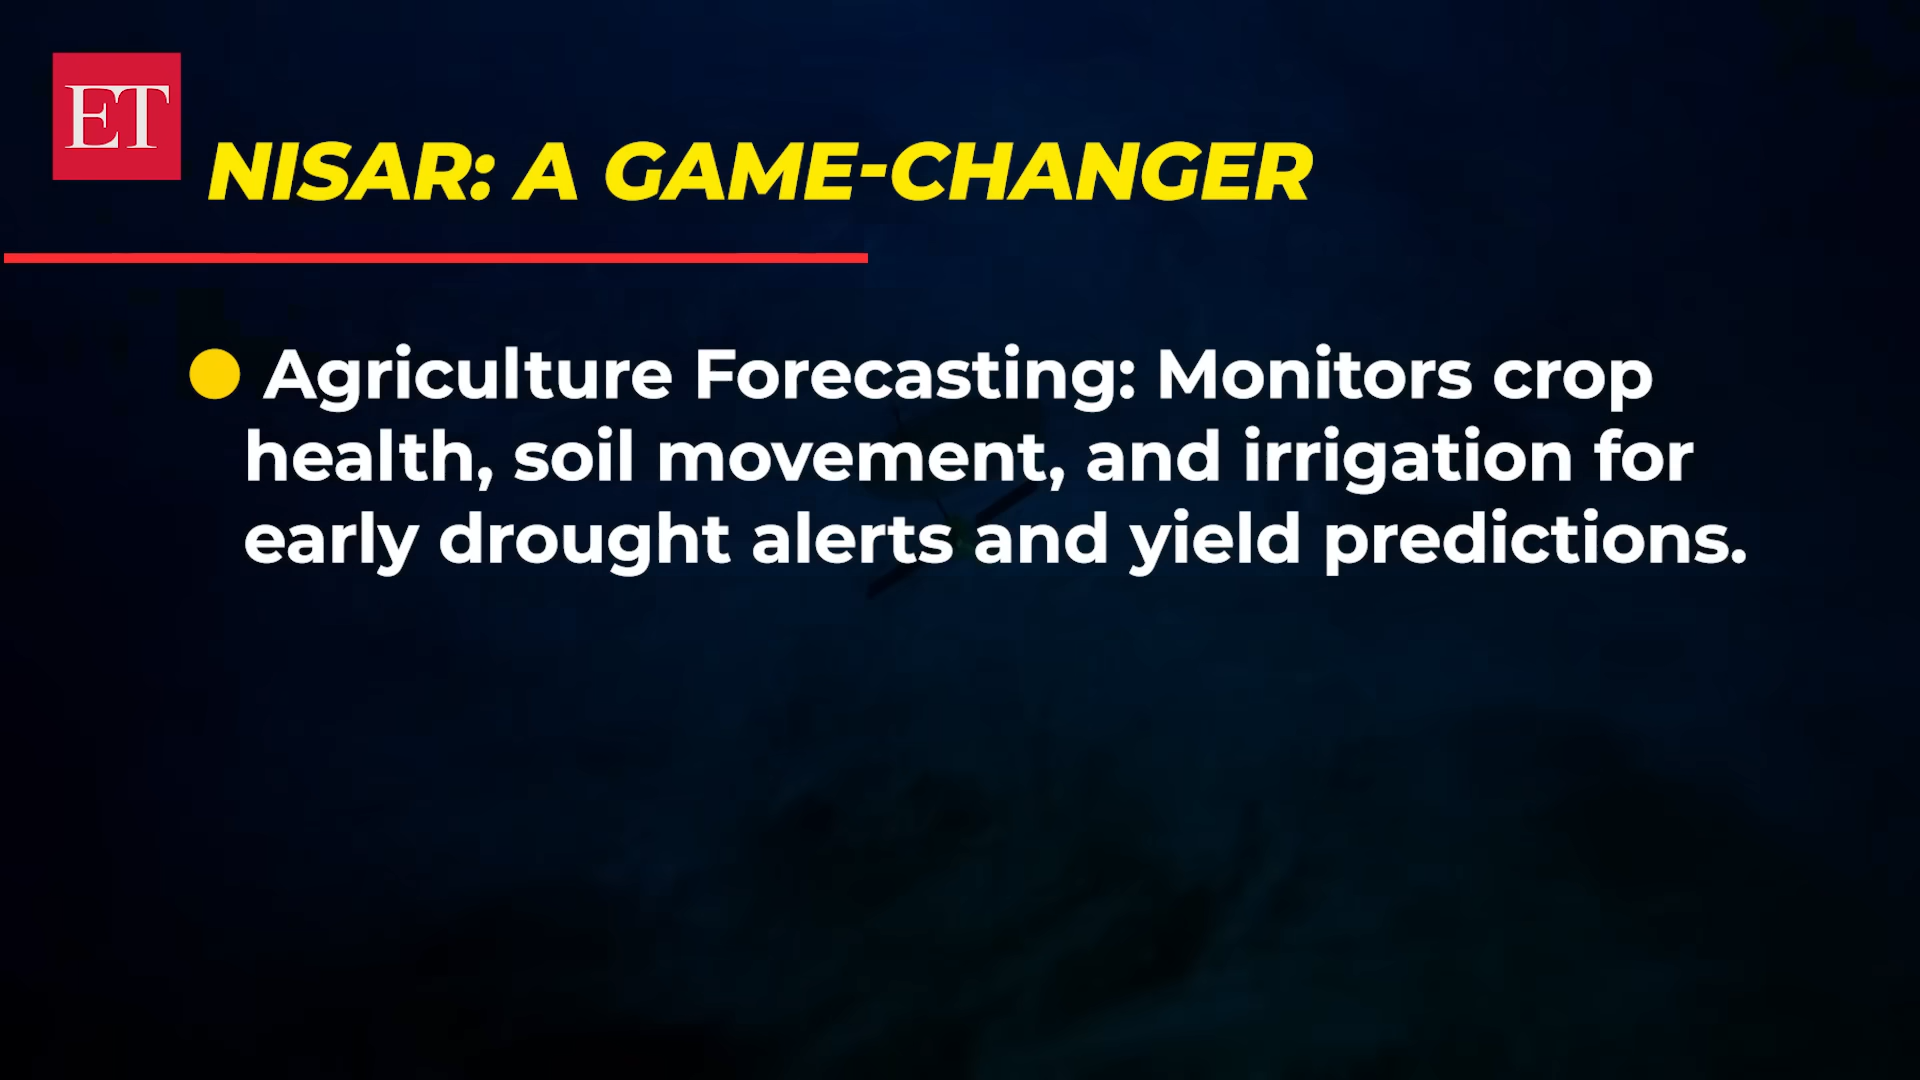 ET
NISAR: A GAME-CHANGER
Agriculture Forecasting: Monitors crop
health, soil movement, and irrigation for
early drought alerts and yield predictions.